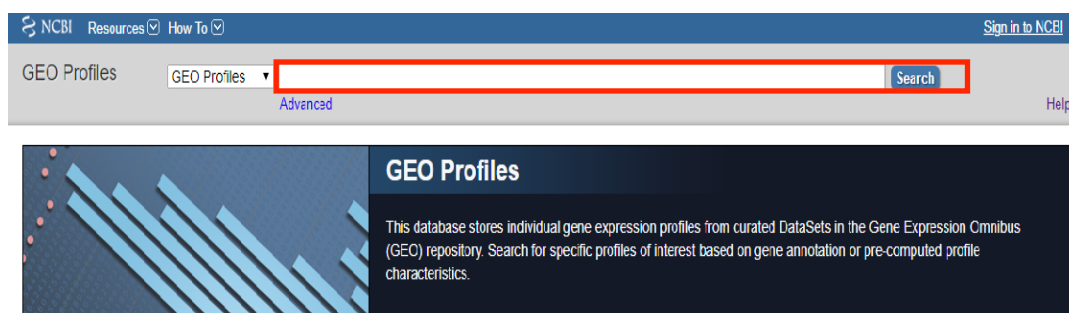 NCBI Resources How To Sign in to NCBI
GEO Profiles GEO Profiles Search
Advanced Help
GEO Profiles
This database stores individual gene expression profiles from curated DataSets in the Gene Expression Omnibus
(GEO) repository. Search for specific profiles of interest based on gene annotation or pre-computed profile
characteristics.